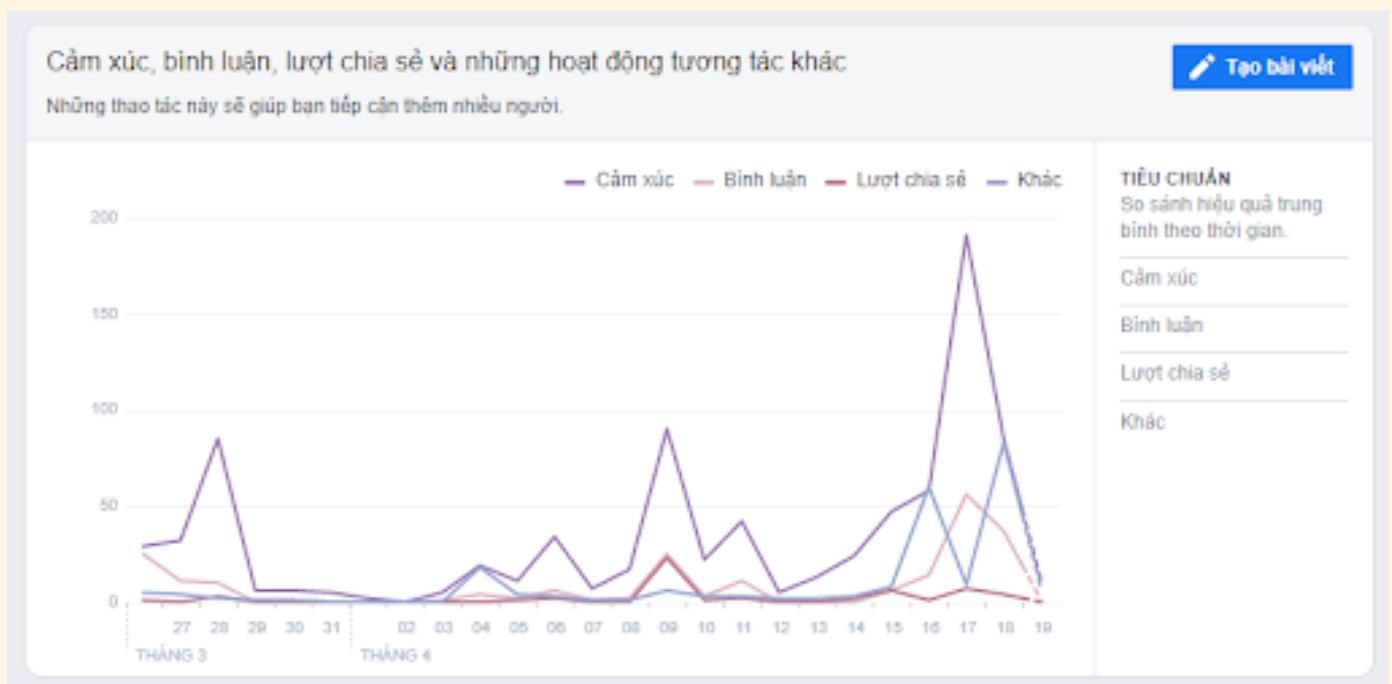 Cảm xúc, bình luận, lượt chia sẻ và những hoạt động tương tác khác
Tạo bài viết
Những thao tác này sẽ giúp bạn tiếp cận thêm nhiều người.
Cảm xúc Bình luận Lượt chia sẻ Khác
TIÊU CHUẨN
So sánh hiệu quả trung
bình theo thời gian.
Cảm xúc
Bình luận
Lượt chia sẻ
Khác
200
150
100
50
0
27 28 29 30 31 02 03 04 05 06 07 08 09 10 11 12 13 14 15 16 17 18 19
THÁNG 3 THÁNG 4